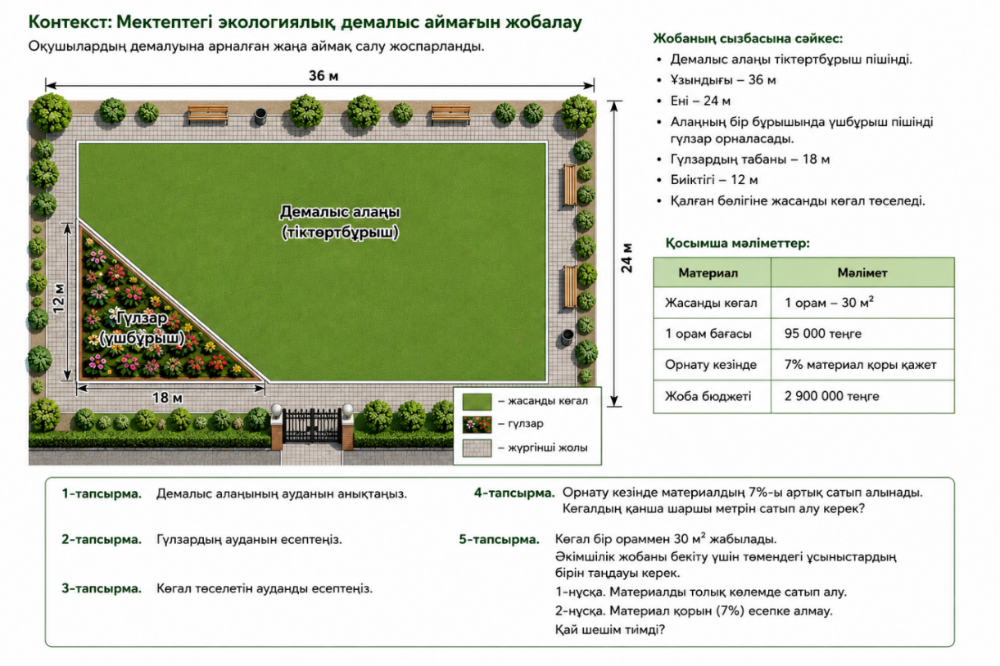 Контекст: Мектептегі экологиялық демалыс аймағын жобалау
Оқушылардың демалуына арналған жаңа аймақ салу жоспарланды.
36 м
Демалыс алаңы
(тіктөртбұрыш)
24 м
12 м
Гүлзар
(үшбұрыш)
18 м
– жасанды көгал
– гүлзар
– жүргінші жолы
Жобаның сызбасына сәйкес:
• Демалыс алаңы тіктөртбұрыш пішінді.
• Ұзындығы – 36 м
• Ені – 24 м
• Алаңның бір бұрышында үшбұрыш пішінді
гүлзар орналасады.
• Гүлзардың табаны – 18 м
• Биіктігі – 12 м
• Қалған бөлігіне жасанды көгал төселеді.
Қосымша мәліметтер:
Материал Мәлімет
Жасанды көгал 1 орам – 30 м²
1 орам бағасы 95 000 теңге
Орнату кезінде 7% материал қоры қажет
Жоба бюджеті 2 900 000 теңге
1-тапсырма. Демалыс алаңының ауданын анықтаңыз.
2-тапсырма. Гүлзардың ауданын есептеңіз.
3-тапсырма. Көгал төселетін ауданды есептеңіз.
4-тапсырма. Орнату кезінде материалдың 7%-ы артық сатып алынады.
Көгалдың қанша шаршы метрін сатып алу керек?
5-тапсырма. Көгал бір ораммен 30 м² жабылады.
Әкімшілік жобаны бекіту үшін төмендегі ұсыныстардың
бірін таңдауы керек.
1-нұсқа. Материалды толық көлемде сатып алу.
2-нұсқа. Материал қорын (7%) есепке алмау.
Қай шешім тиімді?